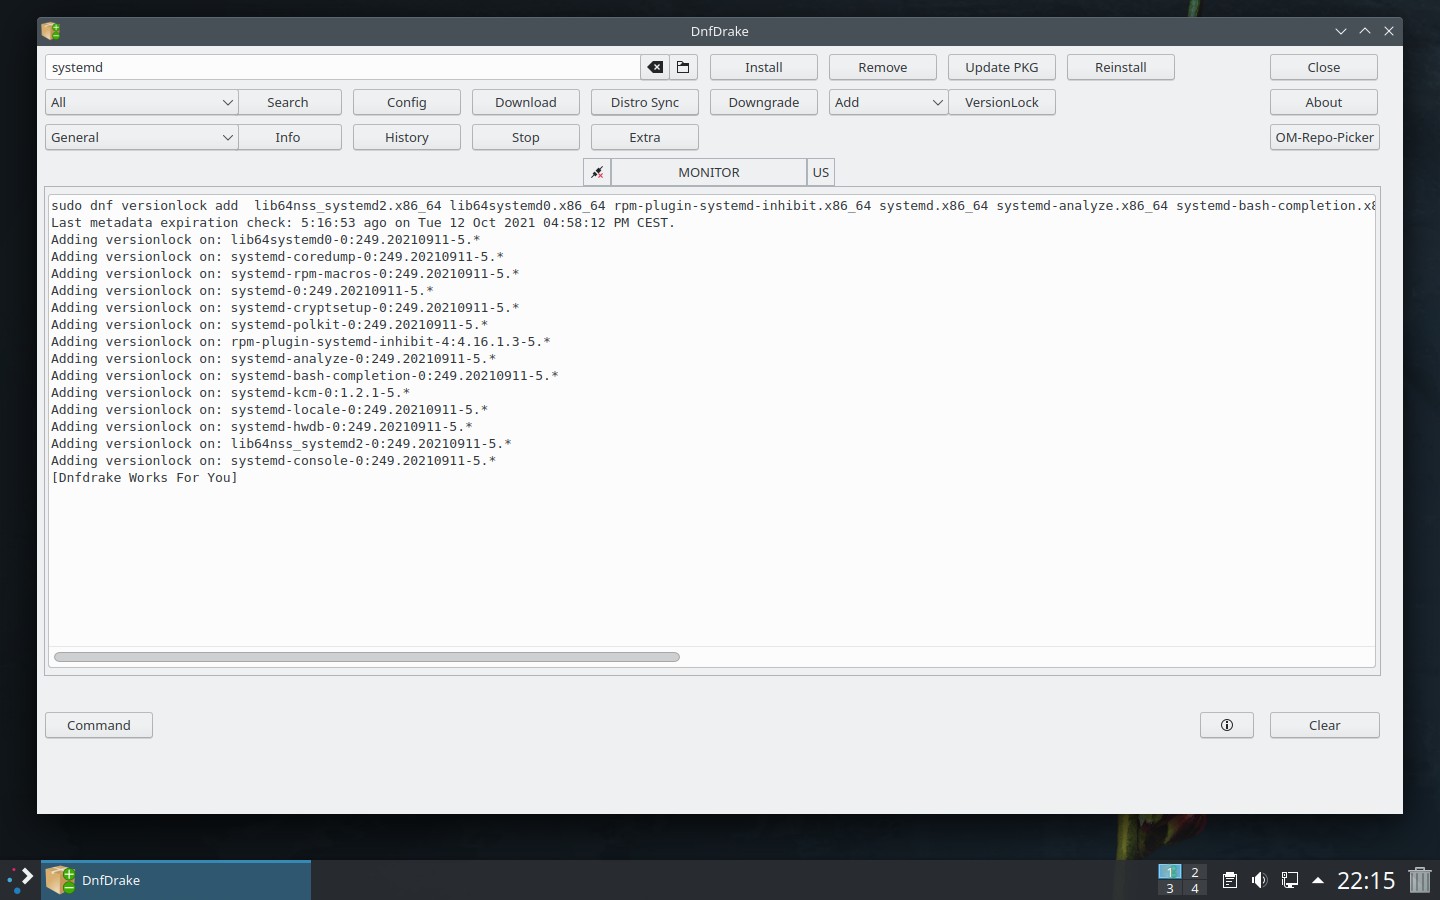 DnfDrake
systemd
Install
Remove
Update PKG
Reinstall
Close
All
Search
Config
Download
Distro Sync
Downgrade
Add
VersionLock
About
General
Info
History
Stop
Extra
OM-Repo-Picker
MONITOR
US
sudo dnf versionlock add  lib64nss_systemd2.x86_64 lib64systemd0.x86_64 rpm-plugin-systemd-inhibit.x86_64 systemd.x86_64 systemd-analyze.x86_64 systemd-bash-completion.x8
Last metadata expiration check: 5:16:53 ago on Tue 12 Oct 2021 04:58:12 PM CEST.
Adding versionlock on: lib64systemd0-0:249.20210911-5.*
Adding versionlock on: systemd-coredump-0:249.20210911-5.*
Adding versionlock on: systemd-rpm-macros-0:249.20210911-5.*
Adding versionlock on: systemd-0:249.20210911-5.*
Adding versionlock on: systemd-cryptsetup-0:249.20210911-5.*
Adding versionlock on: systemd-polkit-0:249.20210911-5.*
Adding versionlock on: rpm-plugin-systemd-inhibit-4:4.16.1.3-5.*
Adding versionlock on: systemd-analyze-0:249.20210911-5.*
Adding versionlock on: systemd-bash-completion-0:249.20210911-5.*
Adding versionlock on: systemd-kcm-0:1.2.1-5.*
Adding versionlock on: systemd-locale-0:249.20210911-5.*
Adding versionlock on: systemd-hwdb-0:249.20210911-5.*
Adding versionlock on: lib64nss_systemd2-0:249.20210911-5.*
Adding versionlock on: systemd-console-0:249.20210911-5.*
[Dnfdrake Works For You]
Command
Clear
DnfDrake
1 2
3 4
22:15